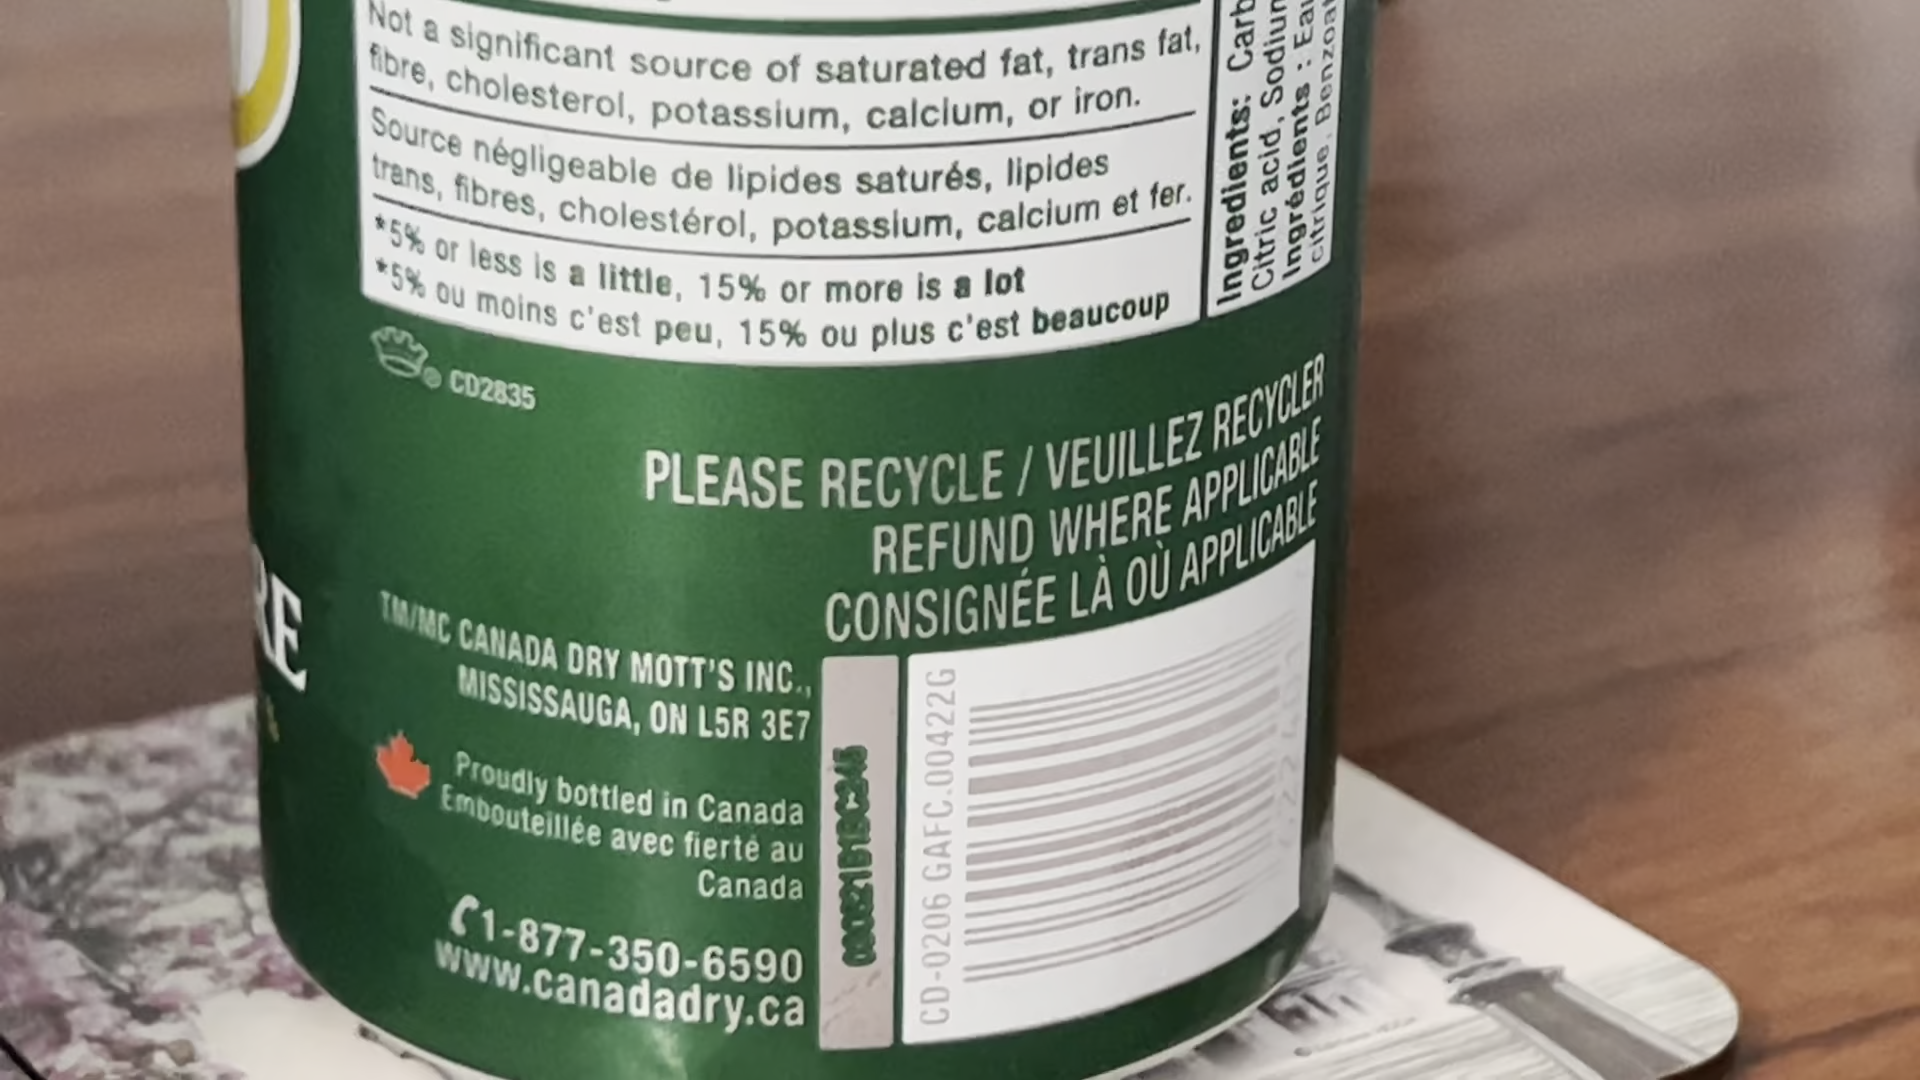 Not a significant source of saturated fat, trans fat,
fibre, cholesterol, potassium, calcium, or iron.
Source négligeable de lipides saturés, lipides
trans, fibres, cholestérol, potassium, calcium et fer.
*5% or less is a little, 15% or more is a lot
*5% ou moins c'est peu, 15% ou plus c'est beaucoup
Ingredients: Carb
Citric acid, Sodium
Ingrédients : Eau
citrique, Benzoa
® CD2835
PLEASE RECYCLE / VEUILLEZ RECYCLER
REFUND WHERE APPLICABLE
CONSIGNÉE LÀ OÙ APPLICABLE
RE
TM/MC CANADA DRY MOTT'S INC.,
MISSISSAUGA, ON L5R 3E7
Proudly bottled in Canada
Embouteillée avec fierté au
Canada
1-877-350-6590
www.canadadry.ca
CD-0206 GAFC.00422G